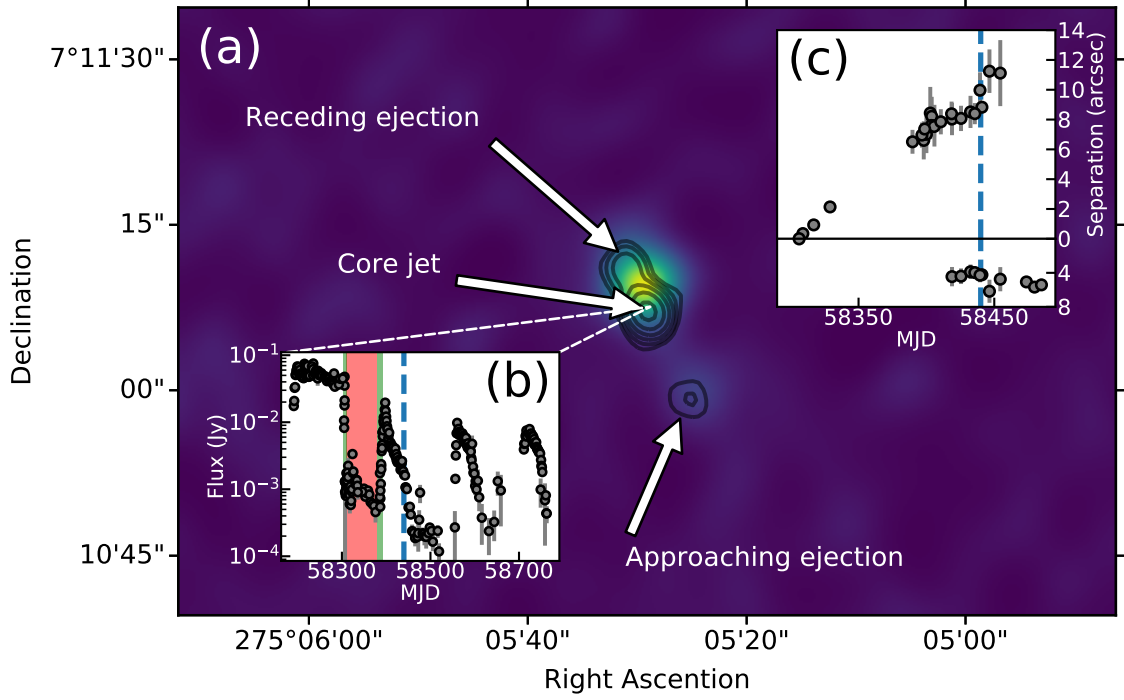 (a)
7°11'30"
Receding ejection
15"
Core jet
00"
Approaching ejection
10'45"
Declination
275°06'00" 05'40" 05'20" 05'00"
Right Ascension
(b)
10⁻¹
10⁻²
10⁻³
10⁻⁴
Flux (Jy)
58300 58500 58700
MJD
(c)
14
12
10
8
6
4
2
0
4
8
Separation (arcsec)
58350 58450
MJD